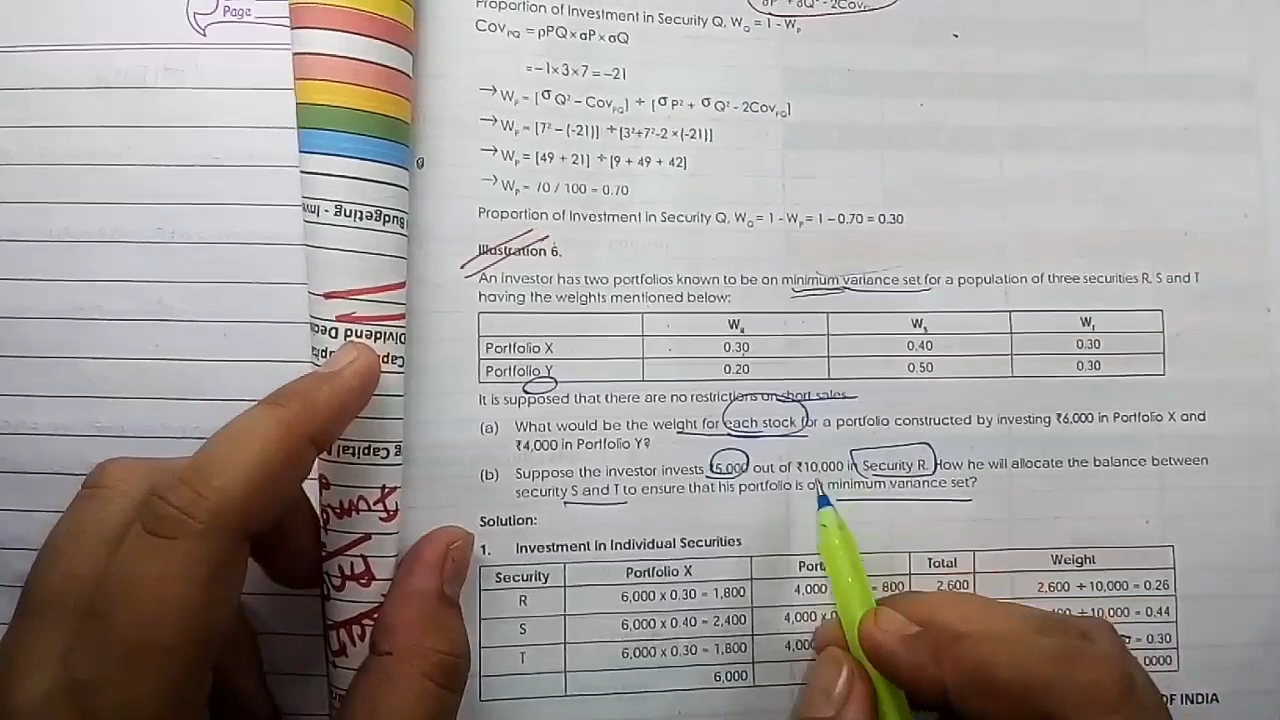 Page
Proportion of Investment in Security Q, W_Q = 1 - W_P
Cov_PQ = ρPQ×σP×σQ
=-1×3×7=-21
→W_P = [σQ² - Cov_PQ] ÷ [σP² + σQ² - 2Cov_PQ]
→W_P = [7² - (-21)] ÷ [3²+7²-2 ×(-21)]
→W_P = [49 + 21] ÷ [9 + 49 + 42]
→W_P = 70 / 100 = 0.70
Proportion of Investment in Security Q. W_Q = 1 - W_P = 1 - 0.70 = 0.30
Illustration 6.
An investor has two portfolios known to be on minimum variance set for a population of three securities R, S and T
having the weights mentioned below:
W_R W_S W_T
Portfolio X 0.30 0.40 0.30
Portfolio Y 0.20 0.50 0.30
It is supposed that there are no restrictions on short sales
(a) What would be the weight for each stock for a portfolio constructed by investing ₹6,000 in Portfolio X and
₹4,000 in Portfolio Y?
(b) Suppose the investor invests ₹5,000 out of ₹10,000 in Security R. How he will allocate the balance between
security S and T to ensure that his portfolio is on minimum variance set?
Solution:
1. Investment in Individual Securities
Security Portfolio X Total Weight
R 6,000 x 0.30 = 1,800 4,000 = 800 2,600 2,600 ÷ 10,000 = 0.26
S 6,000 x 0.40 = 2,400 4,000 x ÷ 10,000 = 0.44
T 6,000 x 0.30 = 1,800 = 0.30
6,000
OF INDIA
Budgeting - Inv
Dividend Deci
ing Capital